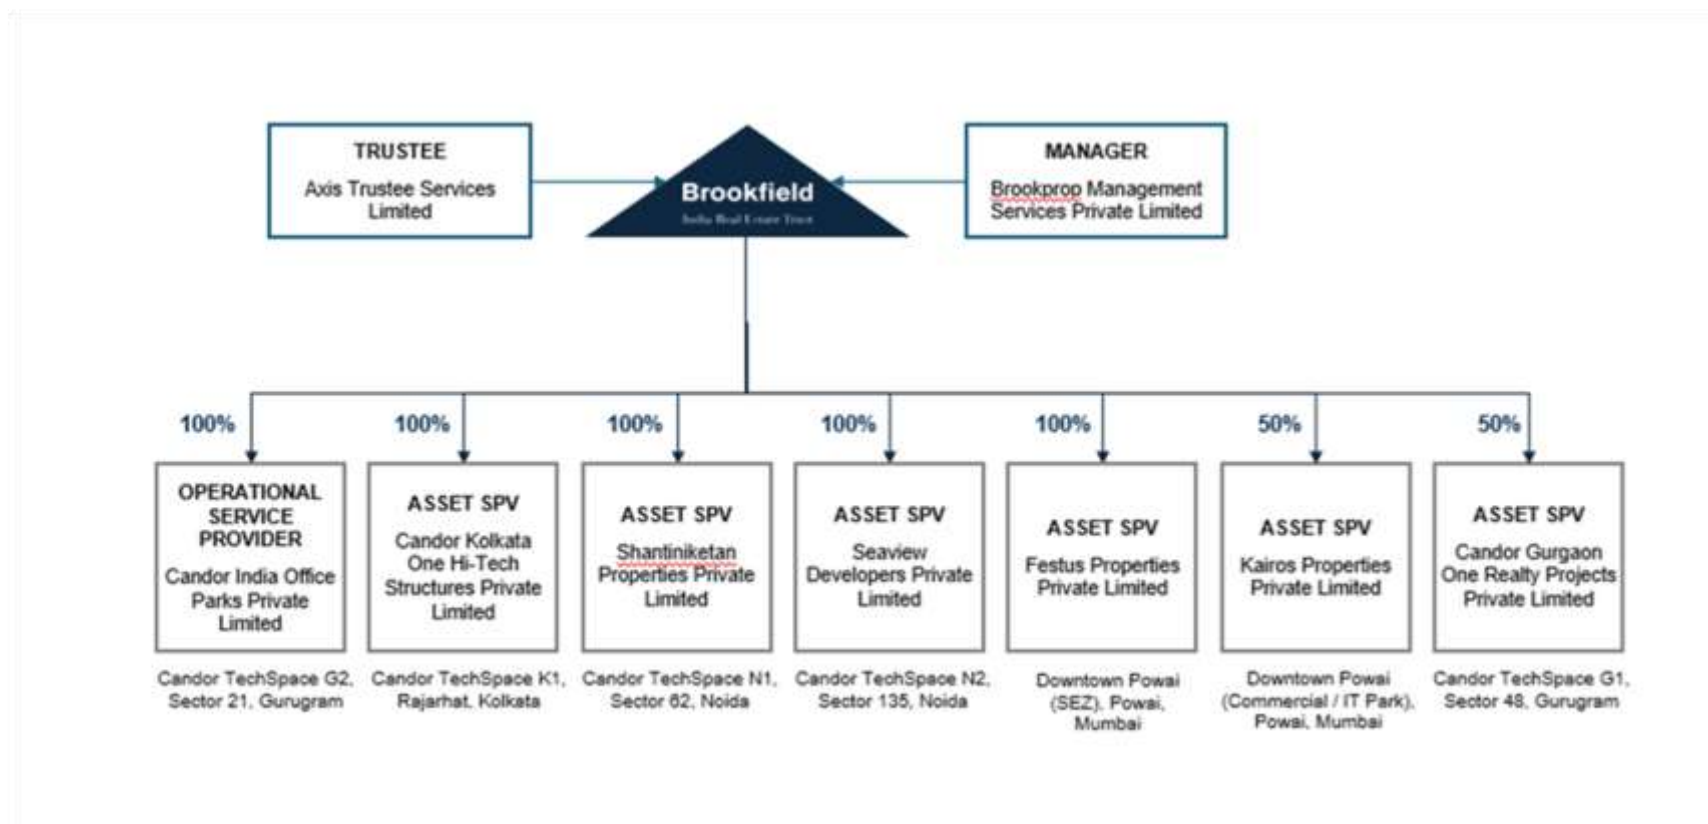 TRUSTEE
Axis Trustee Services
Limited
Brookfield
India Real Estate Trust
MANAGER
Brookprop Management
Services Private Limited
100%
100%
100%
100%
100%
50%
50%
OPERATIONAL
SERVICE
PROVIDER
Candor India Office
Parks Private
Limited
ASSET SPV
Candor Kolkata
One Hi-Tech
Structures Private
Limited
ASSET SPV
Shantiniketan
Properties Private
Limited
ASSET SPV
Seaview
Developers Private
Limited
ASSET SPV
Festus Properties
Private Limited
ASSET SPV
Kairos Properties
Private Limited
ASSET SPV
Candor Gurgaon
One Realty Projects
Private Limited
Candor TechSpace G2,
Sector 21, Gurugram
Candor TechSpace K1,
Rajarhat, Kolkata
Candor TechSpace N1,
Sector 62, Noida
Candor TechSpace N2,
Sector 135, Noida
Downtown Powai
(SEZ), Powai,
Mumbai
Downtown Powai
(Commercial / IT Park),
Powai, Mumbai
Candor TechSpace G1,
Sector 48, Gurugram